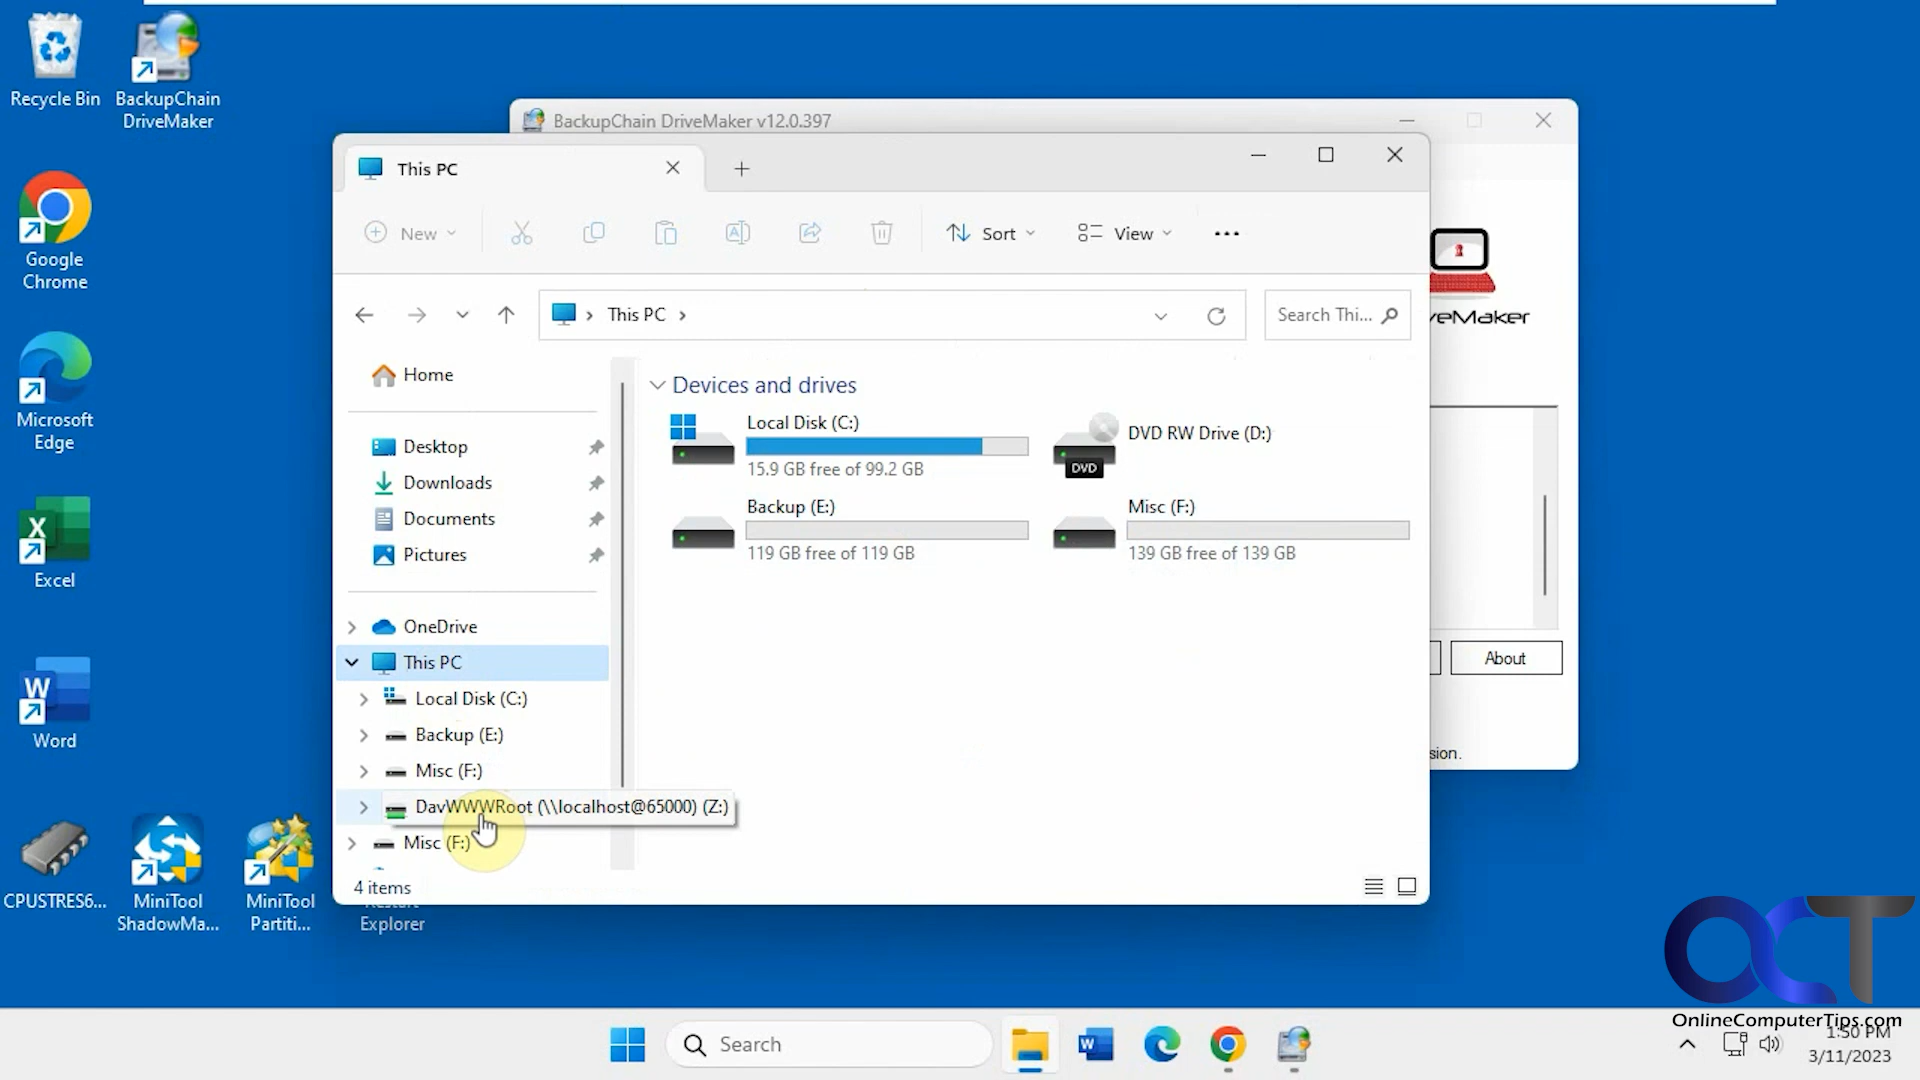 Recycle Bin
BackupChain
DriveMaker
Google
Chrome
Microsoft
Edge
Excel
Word
CPUSTRES6...
MiniTool
ShadowMa...
MiniTool
Partiti...
Explorer
BackupChain DriveMaker v12.0.397
veMaker
About
sion.
This PC
New
Sort
View
This PC
Search Thi...
Home
Desktop
Downloads
Documents
Pictures
OneDrive
This PC
Local Disk (C:)
Backup (E:)
Misc (F:)
DavWWWRoot (\\localhost@65000) (Z:)
Misc (F:)
Devices and drives
Local Disk (C:)
15.9 GB free of 99.2 GB
DVD RW Drive (D:)
DVD
Backup (E:)
119 GB free of 119 GB
Misc (F:)
139 GB free of 139 GB
4 items
OCT
OnlineComputerTips.com
Search
1:50 PM
3/11/2023